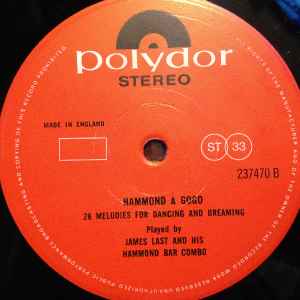 polydor
STEREO
MADE IN ENGLAND
ST 33
237470 B
HAMMOND A GOGO
26 MELODIES FOR DANCING AND DREAMING
Played by
JAMES LAST AND HIS
HAMMOND BAR COMBO